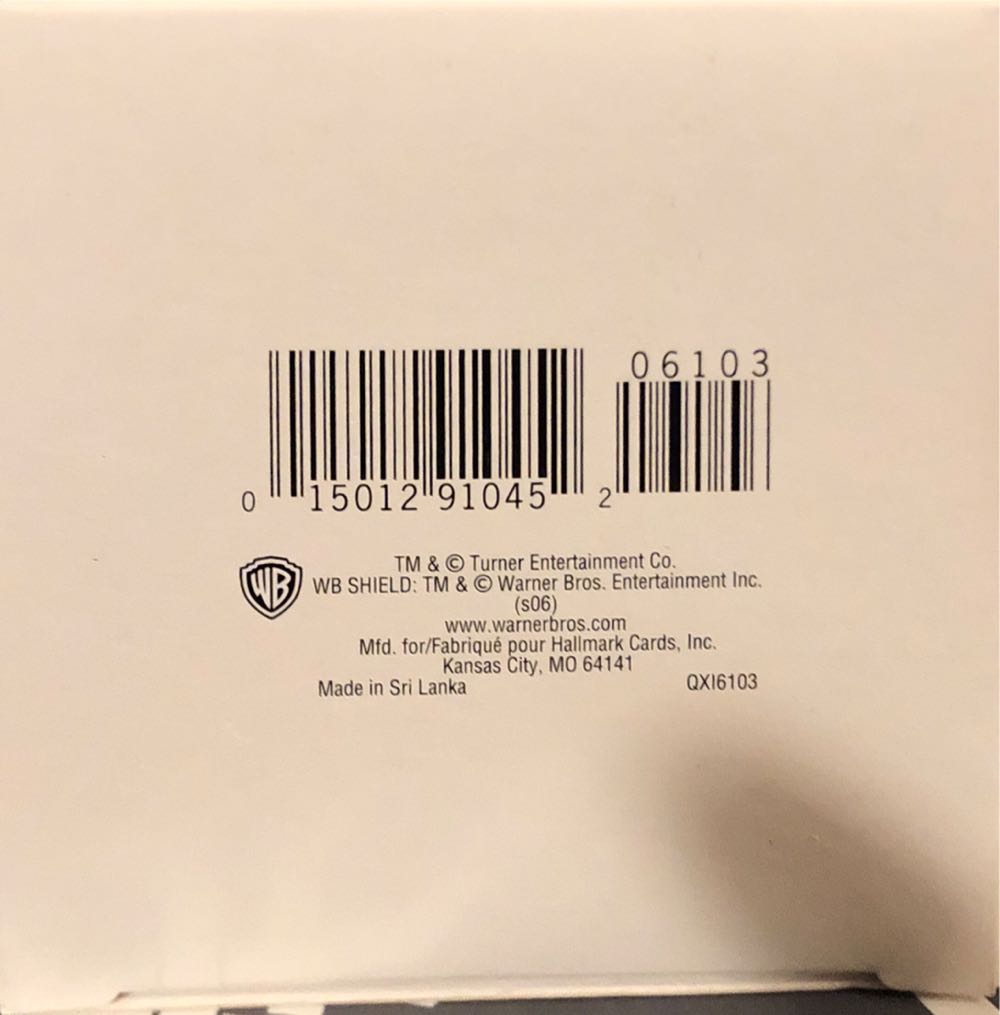 06103
0 15012 91045 2
WB
TM & © Turner Entertainment Co.
WB SHIELD: TM & © Warner Bros. Entertainment Inc.
(s06)
www.warnerbros.com
Mfd. for/Fabriqué pour Hallmark Cards, Inc.
Kansas City, MO 64141
Made in Sri Lanka QXI6103